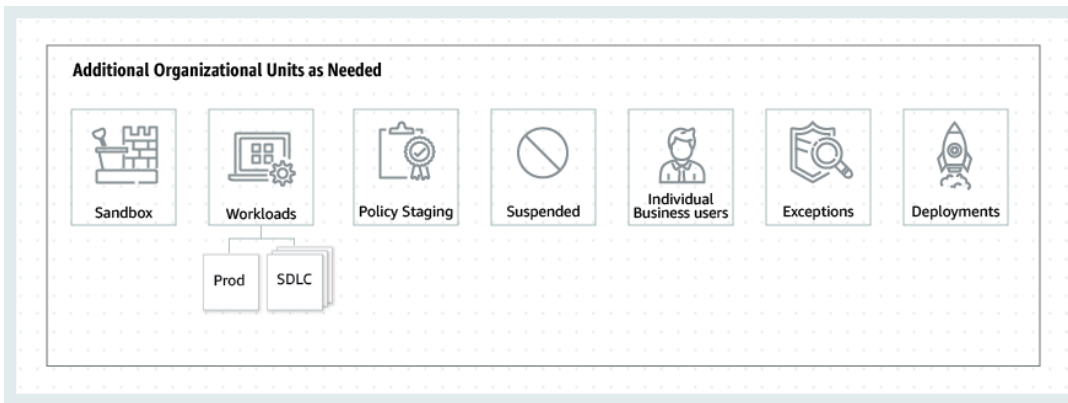 Additional Organizational Units as Needed
Sandbox
Workloads
Policy Staging
Suspended
Individual
Business users
Exceptions
Deployments
Prod
SDLC